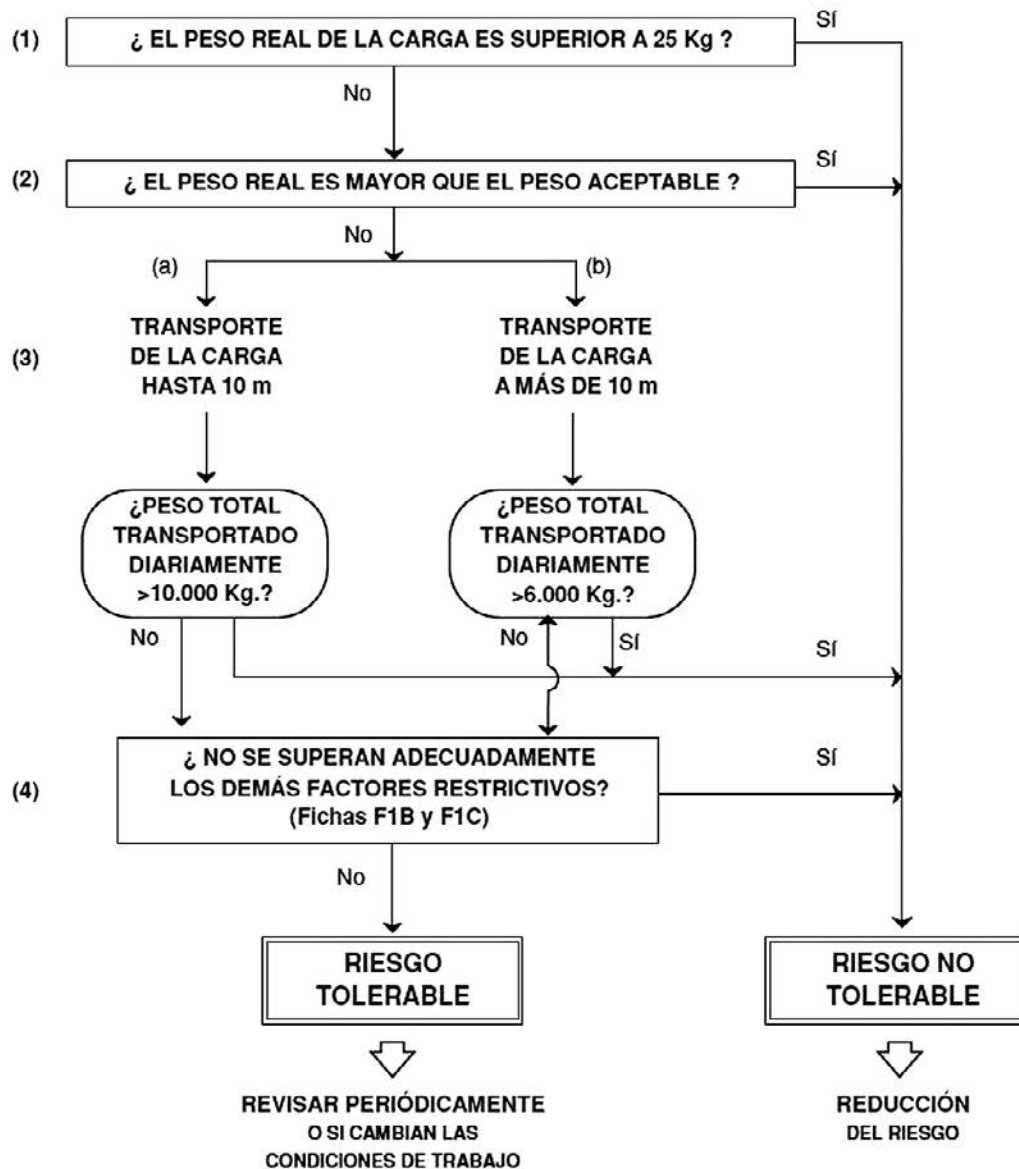 (1)
¿ EL PESO REAL DE LA CARGA ES SUPERIOR A 25 Kg ?
Sí
No
(2)
¿ EL PESO REAL ES MAYOR QUE EL PESO ACEPTABLE ?
Sí
No
(a)
(b)
(3)
TRANSPORTE
DE LA CARGA
HASTA 10 m
TRANSPORTE
DE LA CARGA
A MÁS DE 10 m
¿PESO TOTAL
TRANSPORTADO
DIARIAMENTE
>10.000 Kg.?
¿PESO TOTAL
TRANSPORTADO
DIARIAMENTE
>6.000 Kg.?
No
No
Sí
Sí
(4)
¿ NO SE SUPERAN ADECUADAMENTE
LOS DEMÁS FACTORES RESTRICTIVOS?
(Fichas F1B y F1C)
Sí
No
RIESGO
TOLERABLE
RIESGO NO
TOLERABLE
REVISAR PERIÓDICAMENTE
O SI CAMBIAN LAS
CONDICIONES DE TRABAJO
REDUCCIÓN
DEL RIESGO